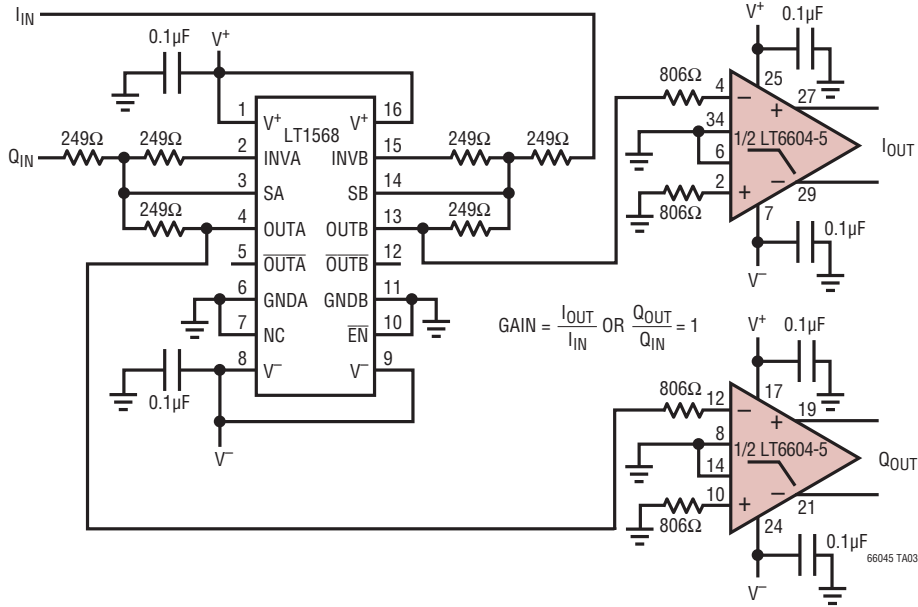 I_IN
0.1µF
V⁺
249Ω
Q_IN
249Ω
249Ω
LT1568
1 V⁺
V⁺ 16
2 INVA
INVB 15
3 SA
SB 14
4 OUTA
OUTB 13
5 O̅U̅T̅A̅
O̅U̅T̅B̅ 12
6 GNDA
GNDB 11
7 NC
E̅N̅ 10
8 V⁻
V⁻ 9
0.1µF
V⁻
249Ω
249Ω
249Ω
V⁺
0.1µF
25
806Ω
4
−
+
27
34
1/2 LT6604-5
6
I_OUT
2
+
−
29
806Ω
7
0.1µF
V⁻
GAIN = I_OUT/I_IN OR Q_OUT/Q_IN = 1
V⁺
0.1µF
17
806Ω
12
−
+
19
8
1/2 LT6604-5
14
Q_OUT
10
+
−
21
806Ω
24
0.1µF
V⁻
66045 TA03